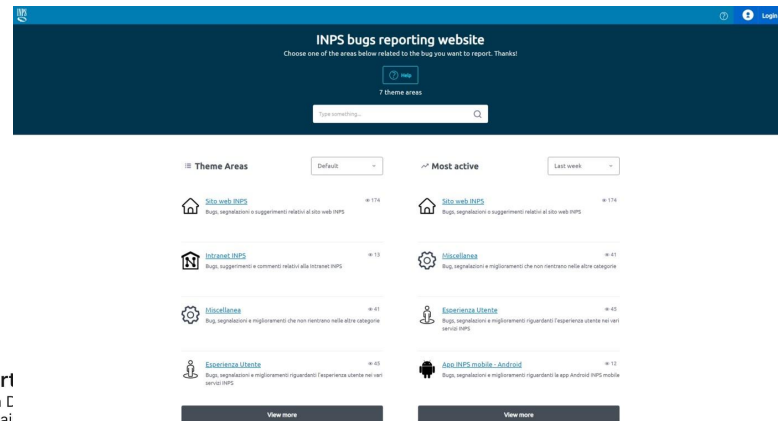 INPS
Login
INPS bugs reporting website
Choose one of the areas below related to the bug you want to report. Thanks!
Help
7 theme areas
Type something...
Theme Areas
Default
Sito web INPS
174
Bugs, segnalazioni o suggerimenti relativi al sito web INPS
Intranet INPS
13
Bugs, suggerimenti e commenti relativi alla Intranet INPS
Miscellanea
41
Bug, segnalazioni e miglioramenti che non rientrano nelle altre categorie
Esperienza Utente
45
Bugs, segnalazioni e miglioramenti riguardanti l'esperienza utente nei vari
servizi INPS
View more
Most active
Last week
Sito web INPS
174
Bugs, segnalazioni o suggerimenti relativi al sito web INPS
Miscellanea
41
Bug, segnalazioni e miglioramenti che non rientrano nelle altre categorie
Esperienza Utente
45
Bugs, segnalazioni e miglioramenti riguardanti l'esperienza utente nei vari
servizi INPS
App INPS mobile - Android
12
Bugs, segnalazioni e miglioramenti riguardanti la app Android INPS mobile
View more